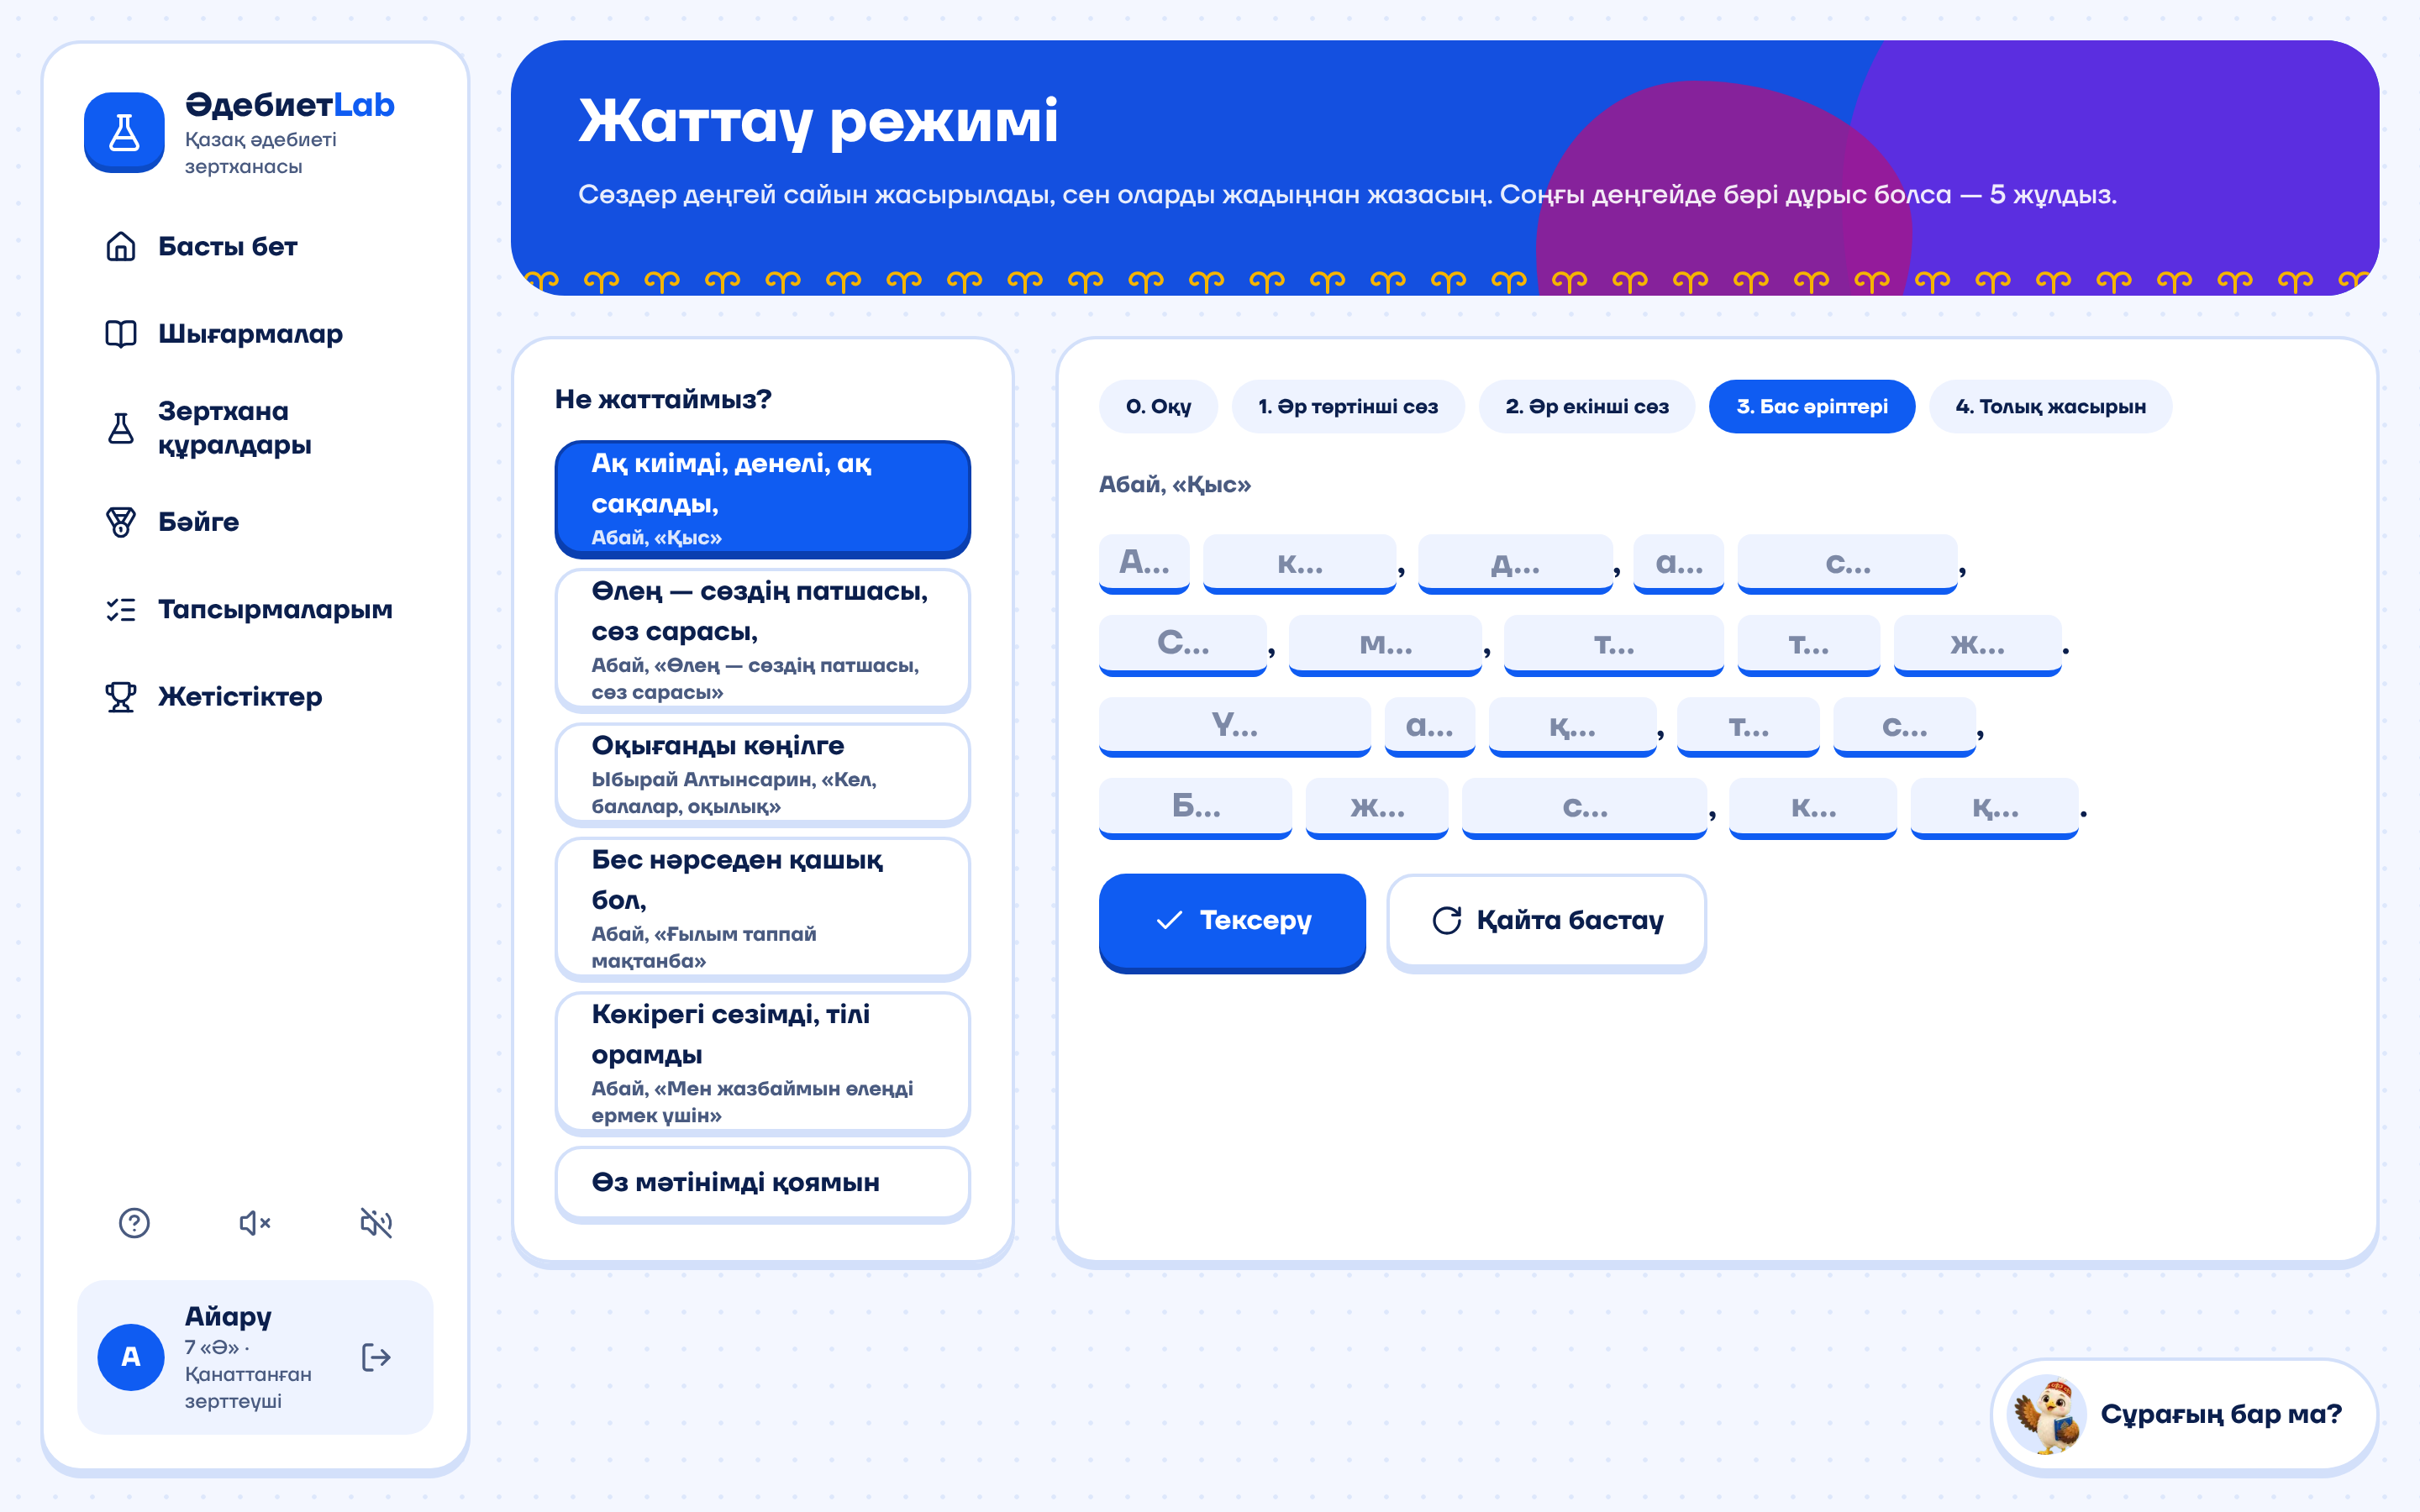 ӘдебиетLab
Қазақ әдебиеті
зертханасы
Басты бет
Шығармалар
Зертхана
құралдары
Бәйге
Тапсырмаларым
Жетістіктер
Айару
А
7 «Ә» ·
Қанаттанған
зерттеуші
Жаттау режимі
Сөздер деңгей сайын жасырылады, сен оларды жадыңнан жазасың. Соңғы деңгейде бәрі дұрыс болса — 5 жұлдыз.
Не жаттаймыз?
Ақ киімді, денелі, ақ
сақалды,
Абай, «Қыс»
Өлең — сөздің патшасы,
сөз сарасы,
Абай, «Өлең — сөздің патшасы,
сөз сарасы»
Оқығанды көңілге
Ыбырай Алтынсарин, «Кел,
балалар, оқылық»
Бес нәрседен қашық
бол,
Абай, «Ғылым таппай
мақтанба»
Көкірегі сезімді, тілі
орамды
Абай, «Мен жазбаймын өлеңді
ермек үшін»
Өз мәтінімді қоямын
0. Оқу 1. Әр төртінші сөз 2. Әр екінші сөз 3. Бас әріптері 4. Толық жасырын
Абай, «Қыс»
А... к..., д..., а... с...,
С..., м..., т... т... ж....
Ү... а... қ..., т... с...,
Б... ж... с..., к... қ....
Тексеру Қайта бастау
Сұрағың бар ма?